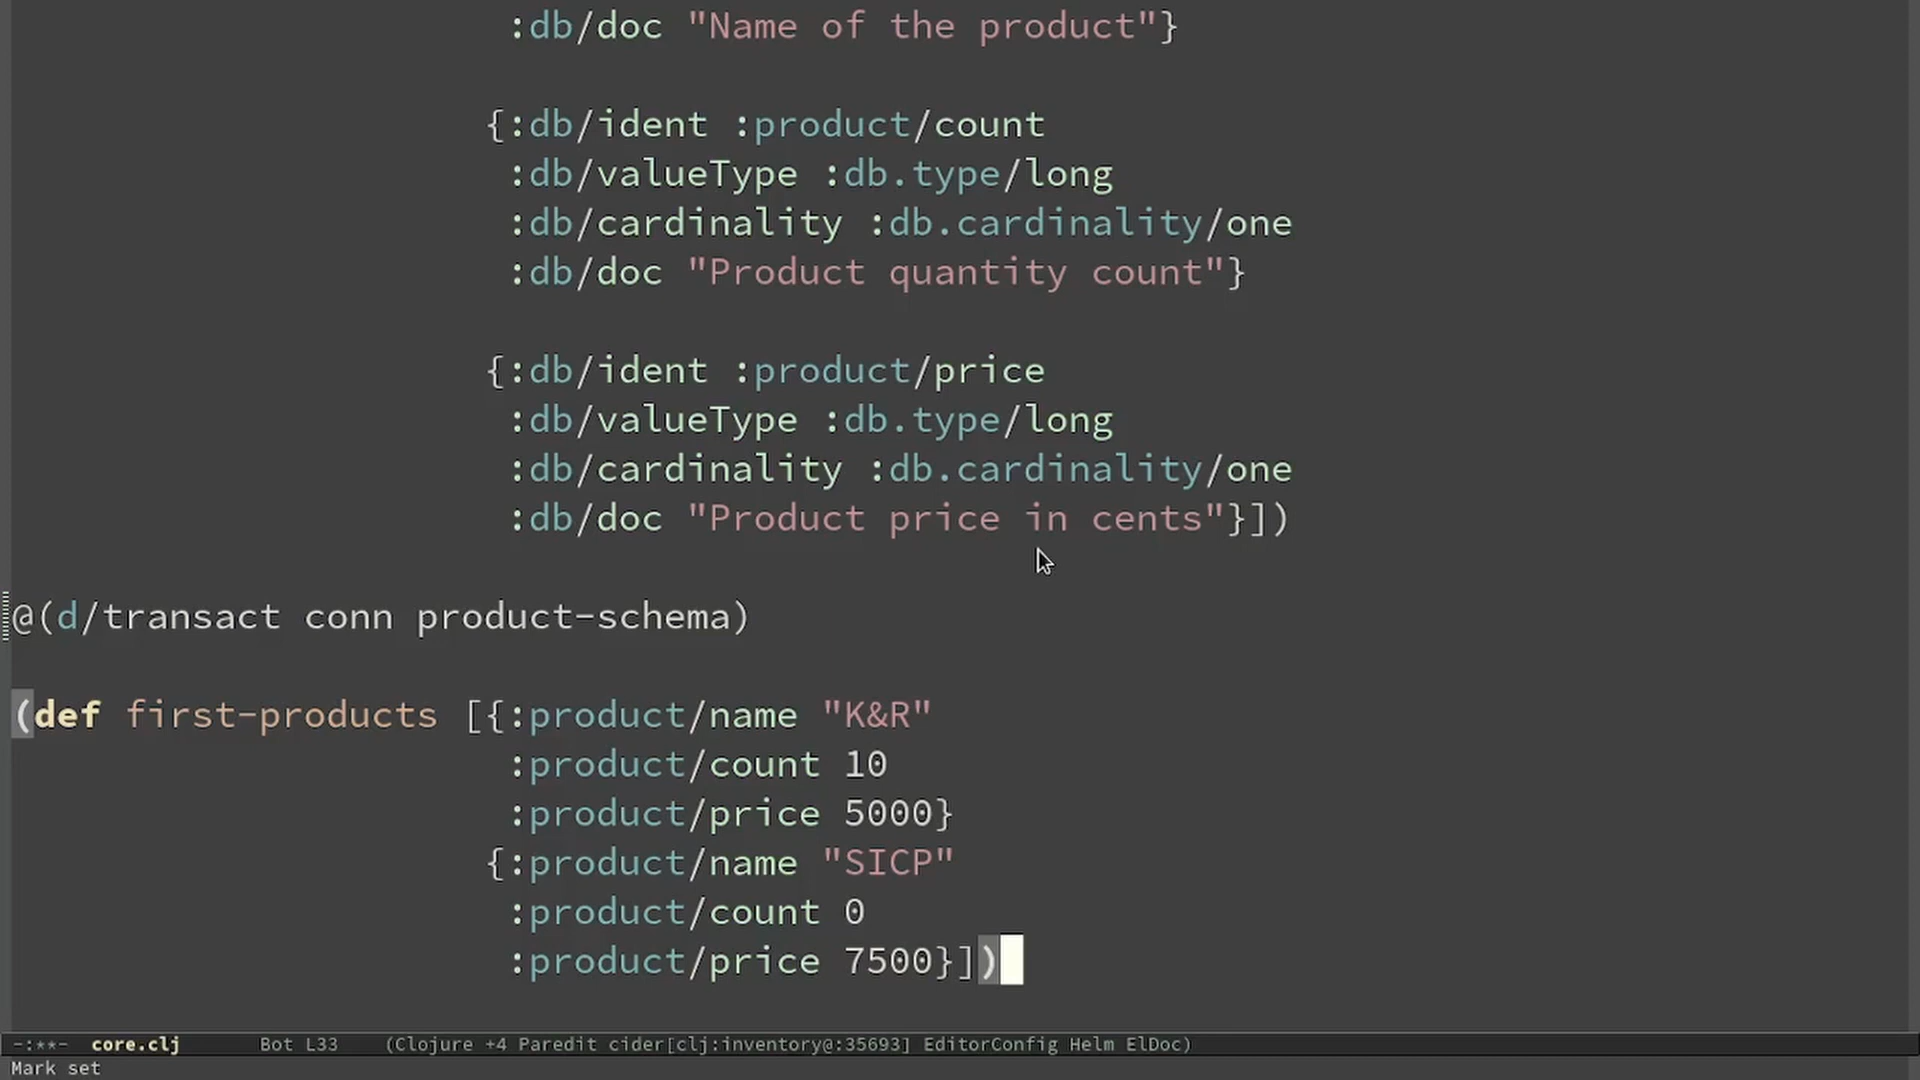 :db/doc "Name of the product"}
{:db/ident :product/count
:db/valueType :db.type/long
:db/cardinality :db.cardinality/one
:db/doc "Product quantity count"}
{:db/ident :product/price
:db/valueType :db.type/long
:db/cardinality :db.cardinality/one
:db/doc "Product price in cents"}])
@(d/transact conn product-schema)
(def first-products [{:product/name "K&R"
:product/count 10
:product/price 5000}
{:product/name "SICP"
:product/count 0
:product/price 7500}])
-:**- core.clj Bot L33 (Clojure +4 Paredit cider[clj:inventory@:35693] EditorConfig Helm ElDoc)
Mark set